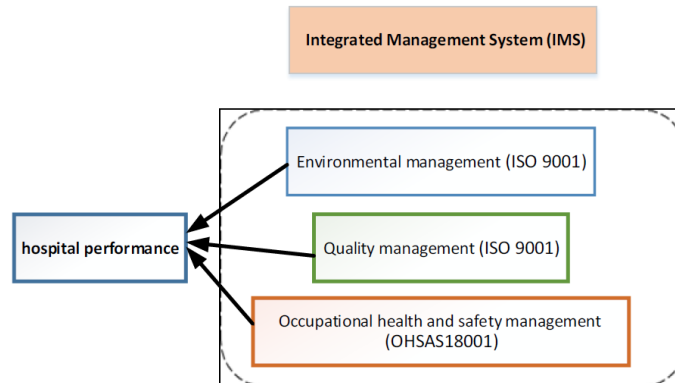 Integrated Management System (IMS)
Environmental management (ISO 9001)
hospital performance
Quality management (ISO 9001)
Occupational health and safety management
(OHSAS18001)